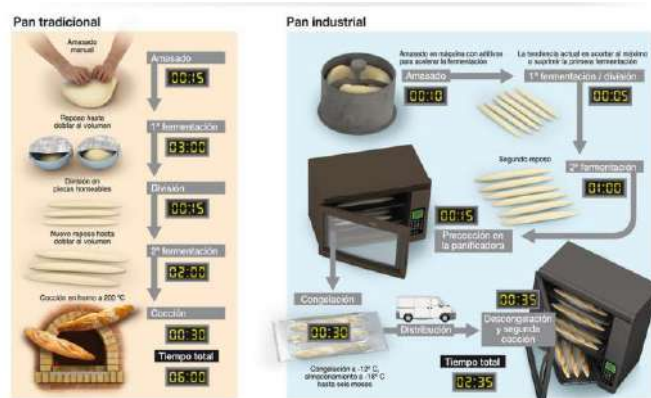 Pan tradicional
Amasado
manual
Amasado
00:15
Reposo hasta
doblar al volumen
1ª fermentación
03:00
División en
piezas horneables
División
00:15
Nuevo reposo hasta
doblar al volumen
2ª fermentación
02:00
Cocción en horno a 200 °C
Cocción
00:30
Tiempo total
06:00
Pan industrial
Amasado en máquina con aditivos
para acelerar la fermentación
Amasado
00:10
La tendencia actual en acortar al máximo
o suprimir la primera fermentación
1ª fermentación / división
00:05
Segundo reposo
2ª fermentación
01:00
00:15
Precocción en
la panificadora
Congelación
00:30
Congelación a -12° C,
almacenamiento a -18° C
hasta seis meses
Distribución
00:35
Descongelación
y segunda
cocción
Tiempo total
02:35